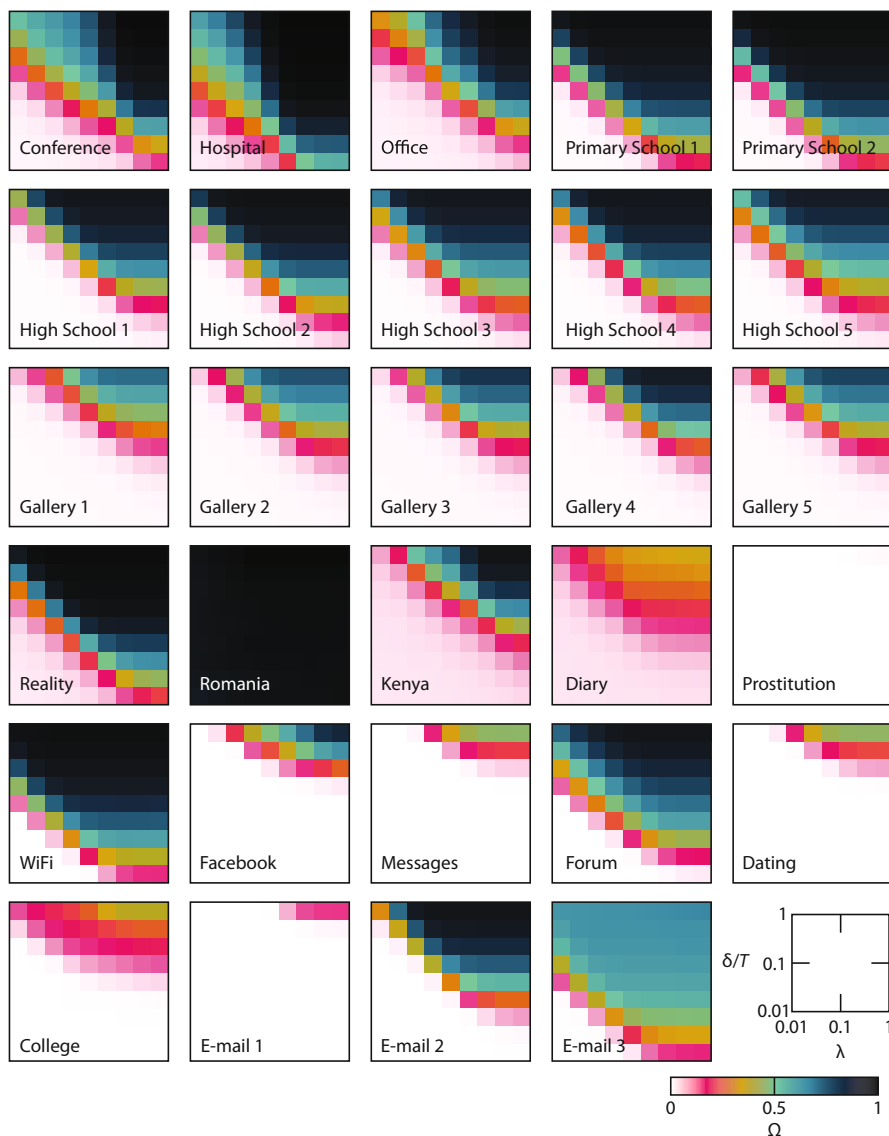 Conference Hospital Office Primary School 1 Primary School 2
High School 1 High School 2 High School 3 High School 4 High School 5
Gallery 1 Gallery 2 Gallery 3 Gallery 4 Gallery 5
Reality Romania Kenya Diary Prostitution
WiFi Facebook Messages Forum Dating
College E-mail 1 E-mail 2 E-mail 3
1
δ/T 0.1
0.01
0.01 0.1 1
λ
0 0.5 1
Ω